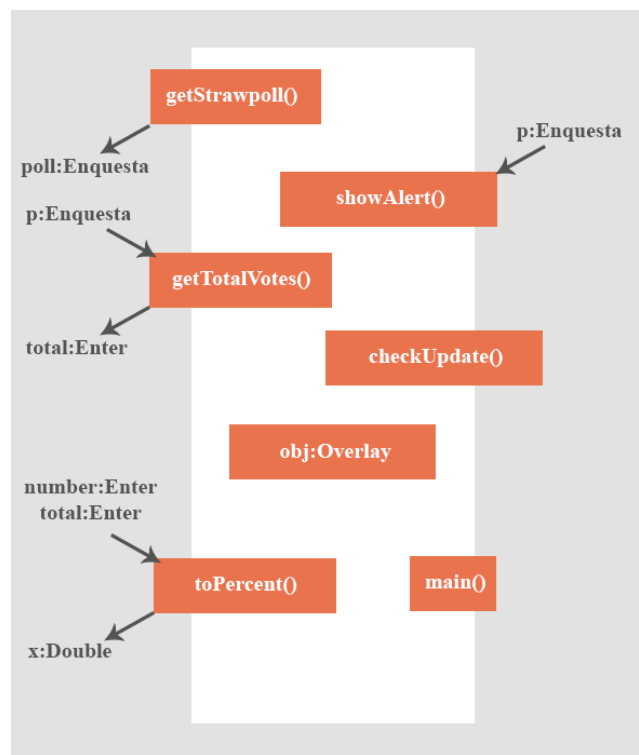 getStrawpoll()
poll:Enquesta
p:Enquesta
showAlert()
p:Enquesta
getTotalVotes()
total:Enter
checkUpdate()
obj:Overlay
number:Enter
total:Enter
toPercent()
main()
x:Double